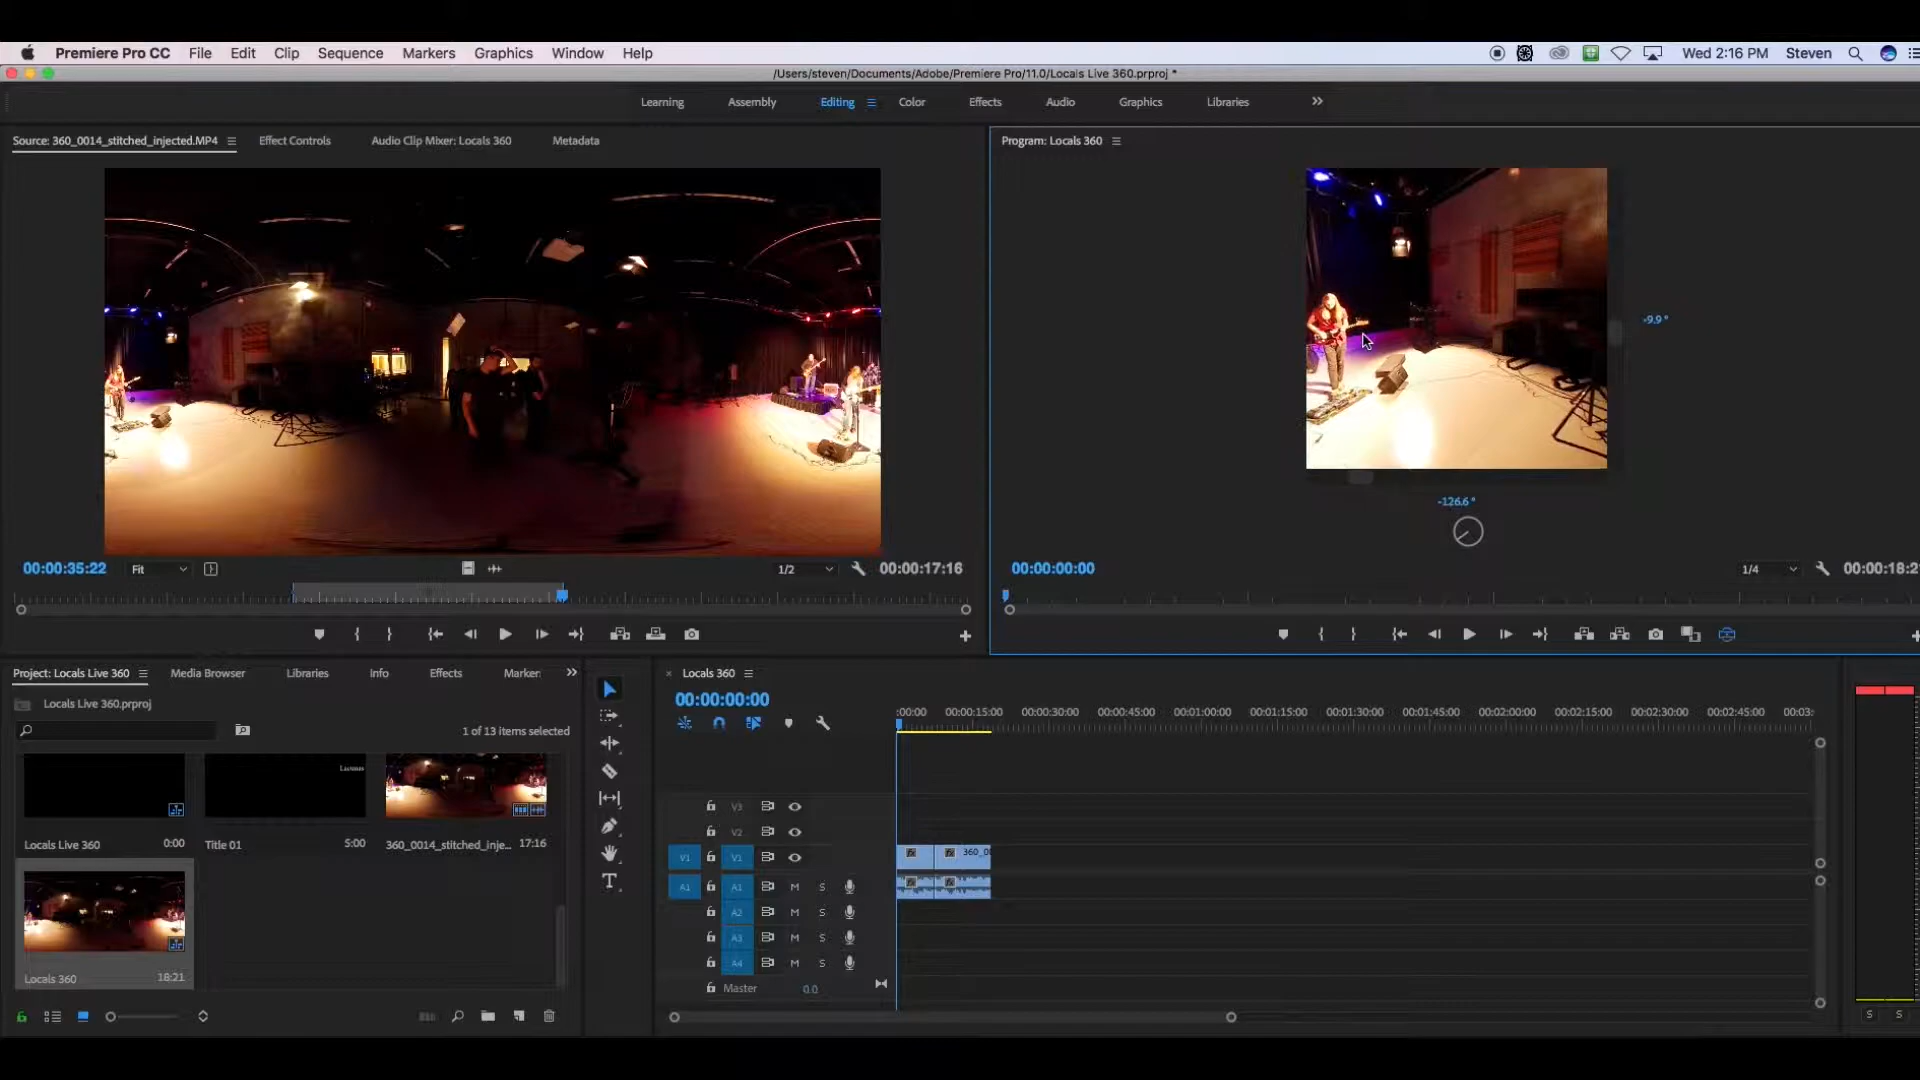 Premiere Pro CC File Edit Clip Sequence Markers Graphics Window Help Wed 2:16 PM Steven
/Users/steven/Documents/Adobe/Premiere Pro/11.0/Locals Live 360.prproj *
Learning Assembly Editing Color Effects Audio Graphics Libraries
Source: 360_0014_stitched_injected.MP4 Effect Controls Audio Clip Mixer: Locals 360 Metadata
Program: Locals 360
-9.9 °
-126.6 °
00:00:35:22 Fit 1/2 00:00:17:16
00:00:00:00 1/4 00:00:18:2
Project: Locals Live 360 Media Browser Libraries Info Effects Marker
Locals Live 360.prproj
1 of 13 items selected
Locals Live 360 0:00 Title 01 5:00 360_0014_stitched_inje... 17:16
Locals 360 18:21
Locals 360
00:00:00:00
:00:00 00:00:15:00 00:00:30:00 00:00:45:00 00:01:00:00 00:01:15:00 00:01:30:00 00:01:45:00 00:02:00:00 00:02:15:00 00:02:30:00 00:02:45:00 00:03:
V3
V2
V1 V1 360_0
A1 A1 M S
A2 M S
A3 M S
A4 M S
Master 0.0
S S